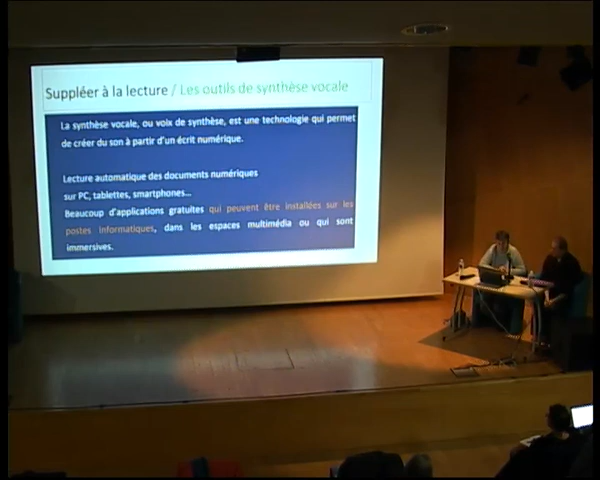 Suppléer à la lecture / Les outils de synthèse vocale
La synthèse vocale, ou voix de synthèse, est une technologie qui permet
de créer du son à partir d'un écrit numérique.
Lecture automatique des documents numériques
sur PC, tablettes, smartphones...
Beaucoup d'applications gratuites qui peuvent être installées sur les
postes informatiques, dans les espaces multimédia ou qui sont
immersives.